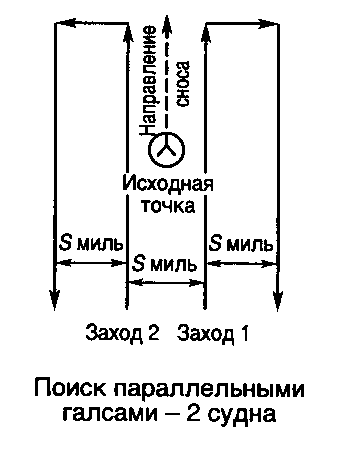 Направление
сноса
Исходная
точка
S миль
S миль
S миль
Заход 2 Заход 1
Поиск параллельными
галсами – 2 судна